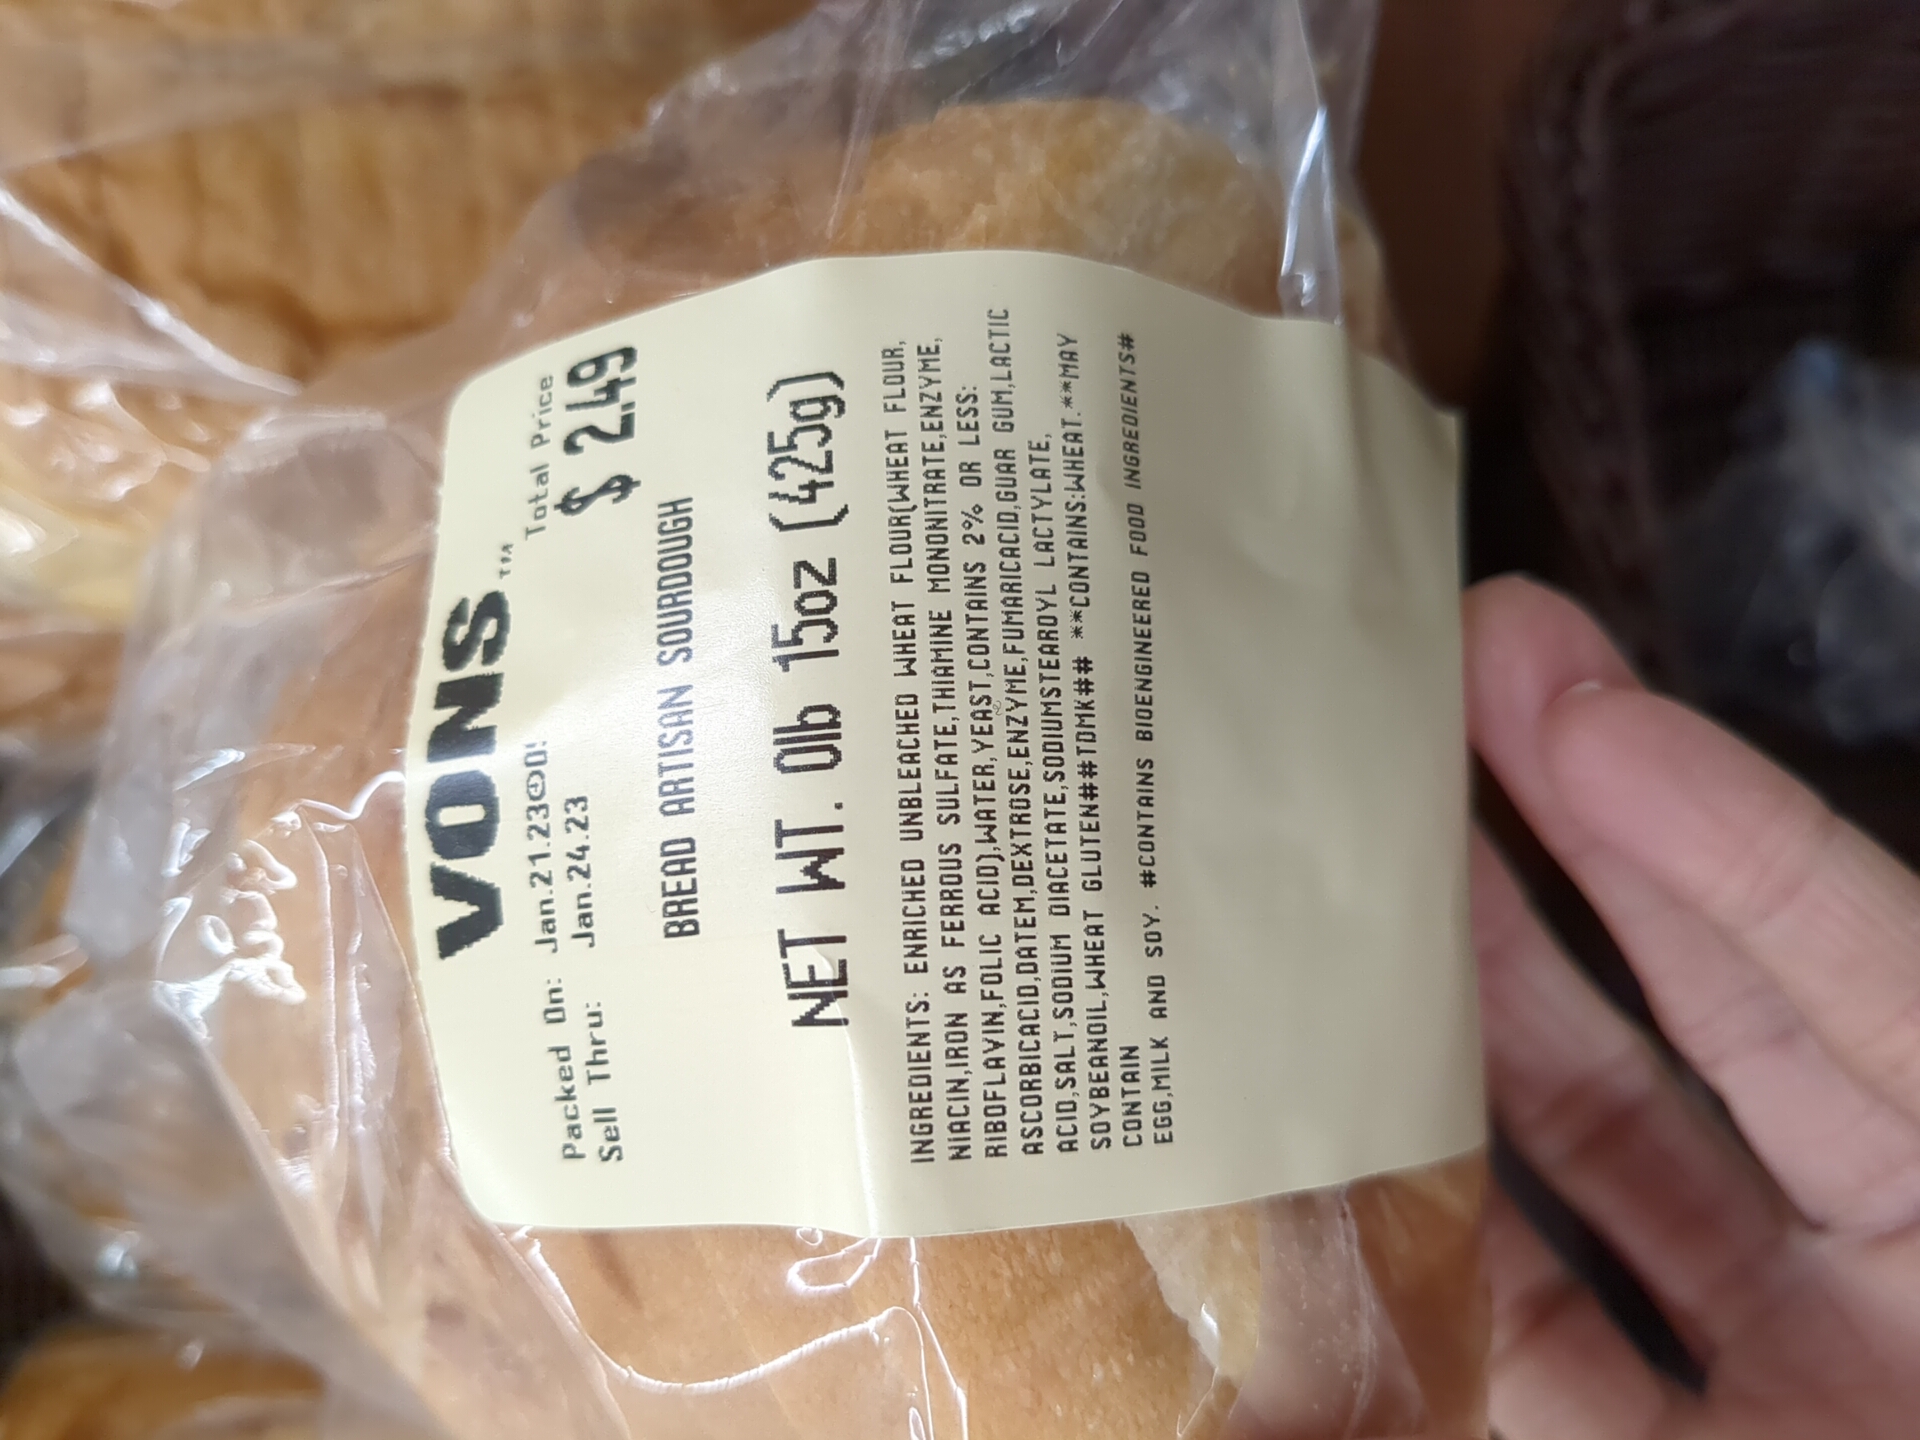 VONS™
Total Price
$ 2.49
Packed On: Jan.21.23
Sell Thru: Jan.24.23
BREAD ARTISAN SOURDOUGH
NET WT. 0lb 15oz (425g)
INGREDIENTS: ENRICHED UNBLEACHED WHEAT FLOUR(WHEAT FLOUR,
NIACIN,IRON AS FERROUS SULFATE,THIAMINE MONONITRATE,ENZYME,
RIBOFLAVIN,FOLIC ACID),WATER,YEAST,CONTAINS 2% OR LESS:
ASCORBICACID,DATEM,DEXTROSE,ENZYME,FUMARICACID,GUAR GUM,LACTIC
ACID,SALT,SODIUM DIACETATE,SODIUMSTEAROYL LACTYLATE,
SOYBEANOIL,WHEAT GLUTEN##TDMK## **CONTAINS:WHEAT.**MAY
CONTAIN
EGG,MILK AND SOY. #CONTAINS BIOENGINEERED FOOD INGREDIENTS#